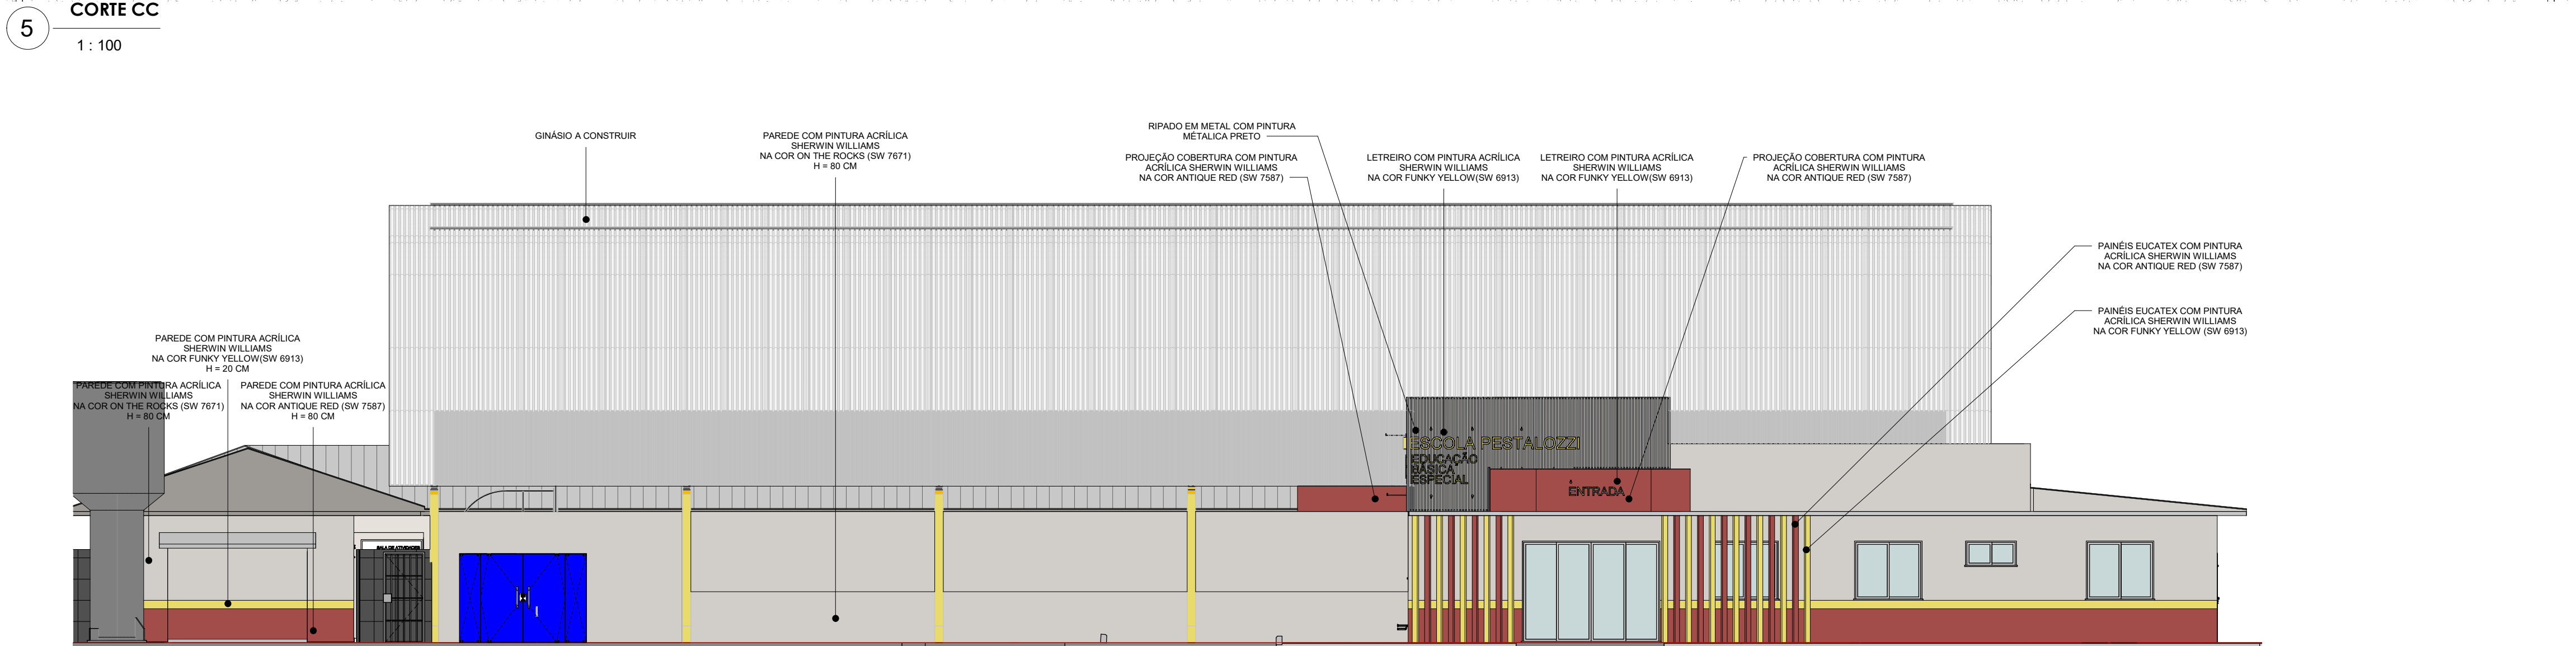 5
CORTE CC
1 : 100
GINÁSIO A CONSTRUIR
PAREDE COM PINTURA ACRÍLICA
SHERWIN WILLIAMS
NA COR ON THE ROCKS (SW 7671)
H = 80 CM
RIPADO EM METAL COM PINTURA
MÉTALICA PRETO
PROJEÇÃO COBERTURA COM PINTURA
ACRÍLICA SHERWIN WILLIAMS
NA COR ANTIQUE RED (SW 7587)
LETREIRO COM PINTURA ACRÍLICA
SHERWIN WILLIAMS
NA COR FUNKY YELLOW(SW 6913)
LETREIRO COM PINTURA ACRÍLICA
SHERWIN WILLIAMS
NA COR FUNKY YELLOW(SW 6913)
PROJEÇÃO COBERTURA COM PINTURA
ACRÍLICA SHERWIN WILLIAMS
NA COR ANTIQUE RED (SW 7587)
PAINÉIS EUCATEX COM PINTURA
ACRÍLICA SHERWIN WILLIAMS
NA COR ANTIQUE RED (SW 7587)
PAINÉIS EUCATEX COM PINTURA
ACRÍLICA SHERWIN WILLIAMS
NA COR FUNKY YELLOW (SW 6913)
PAREDE COM PINTURA ACRÍLICA
SHERWIN WILLIAMS
NA COR FUNKY YELLOW(SW 6913)
H = 20 CM
PAREDE COM PINTURA ACRÍLICA
SHERWIN WILLIAMS
NA COR ON THE ROCKS (SW 7671)
H = 80 CM
PAREDE COM PINTURA ACRÍLICA
SHERWIN WILLIAMS
NA COR ANTIQUE RED (SW 7587)
H = 80 CM
ESCOLA PESTALOZZI
EDUCAÇÃO
BÁSICA
ESPECIAL
ENTRADA